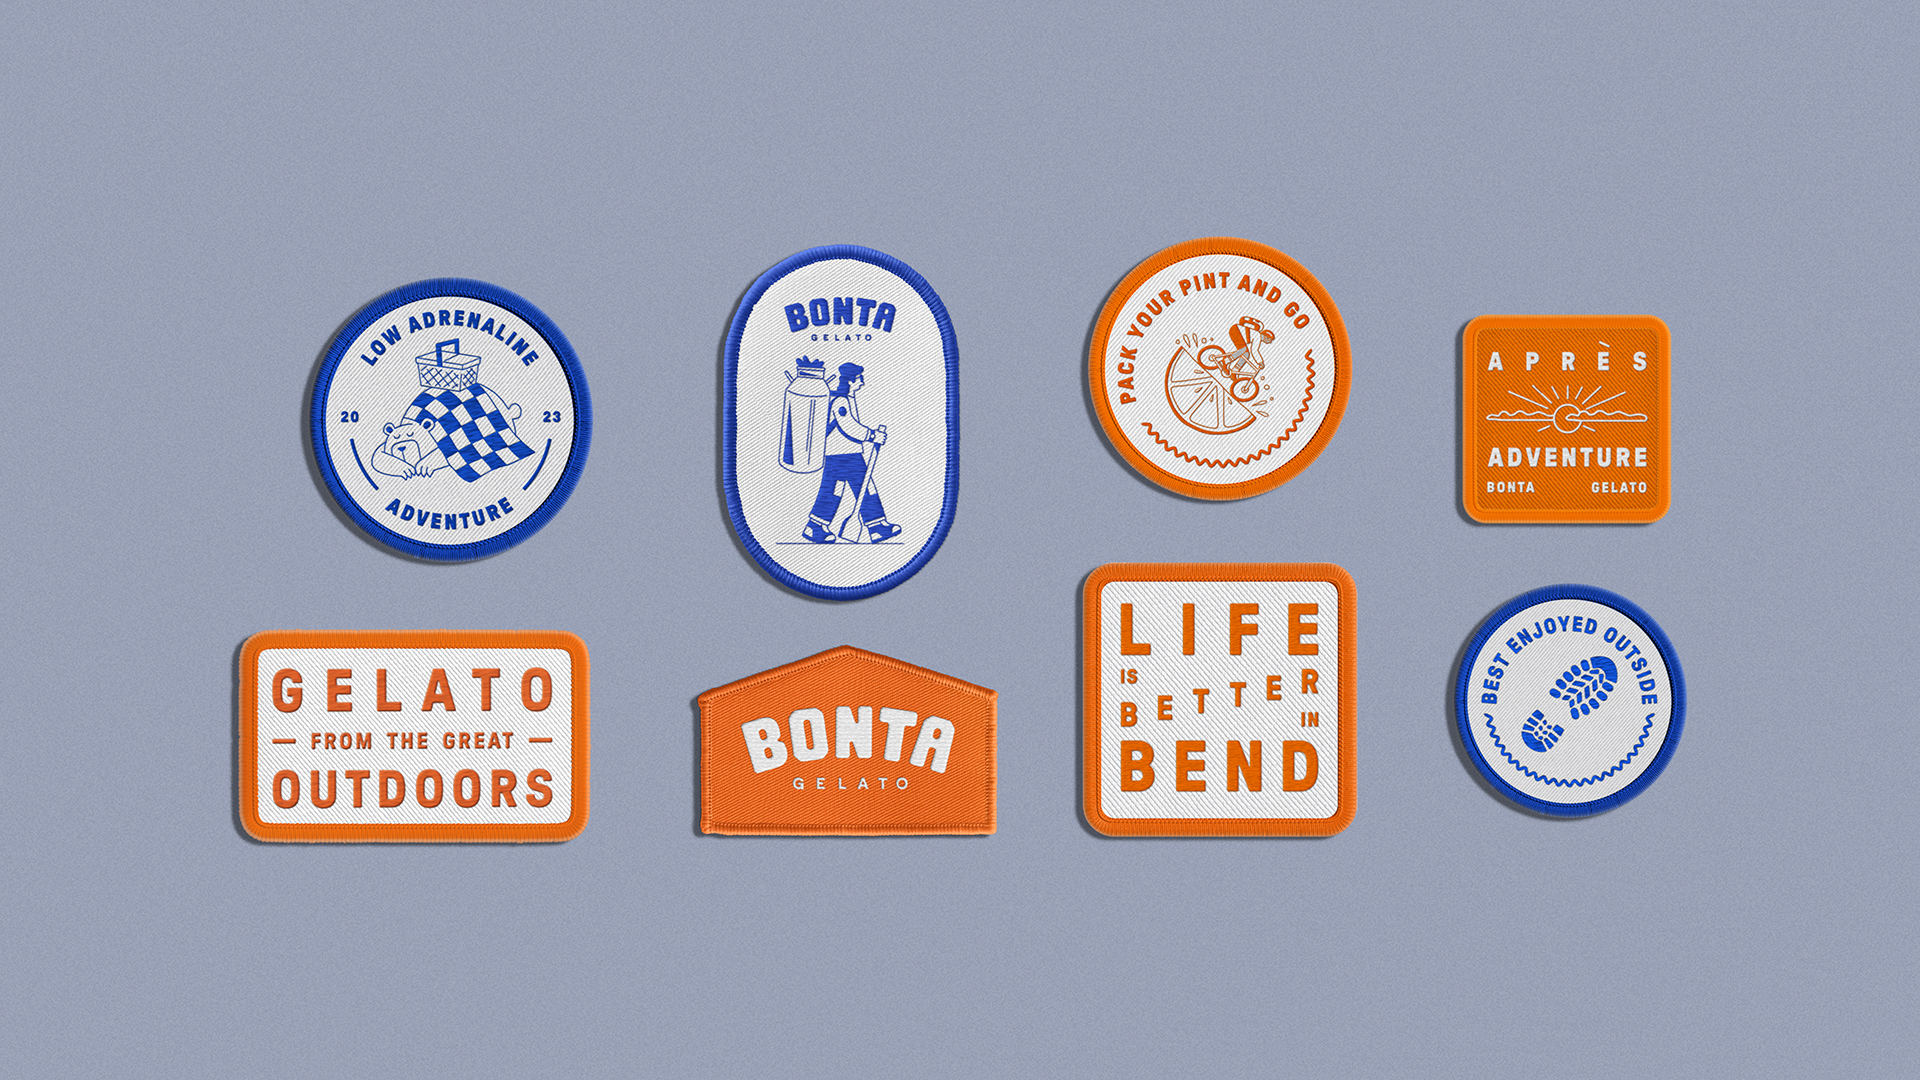 LOW ADRENALINE
20 23
ADVENTURE
BONTA
GELATO
PACK YOUR PINT AND GO
APRÈS
ADVENTURE
BONTA GELATO
GELATO
— FROM THE GREAT —
OUTDOORS
BONTA
GELATO
LIFE
IS
BETTER
IN
BEND
BEST ENJOYED OUTSIDE